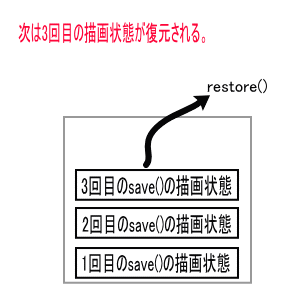 次は3回目の描画状態が復元される。
restore()
3回目のsave()の描画状態
2回目のsave()の描画状態
1回目のsave()の描画状態